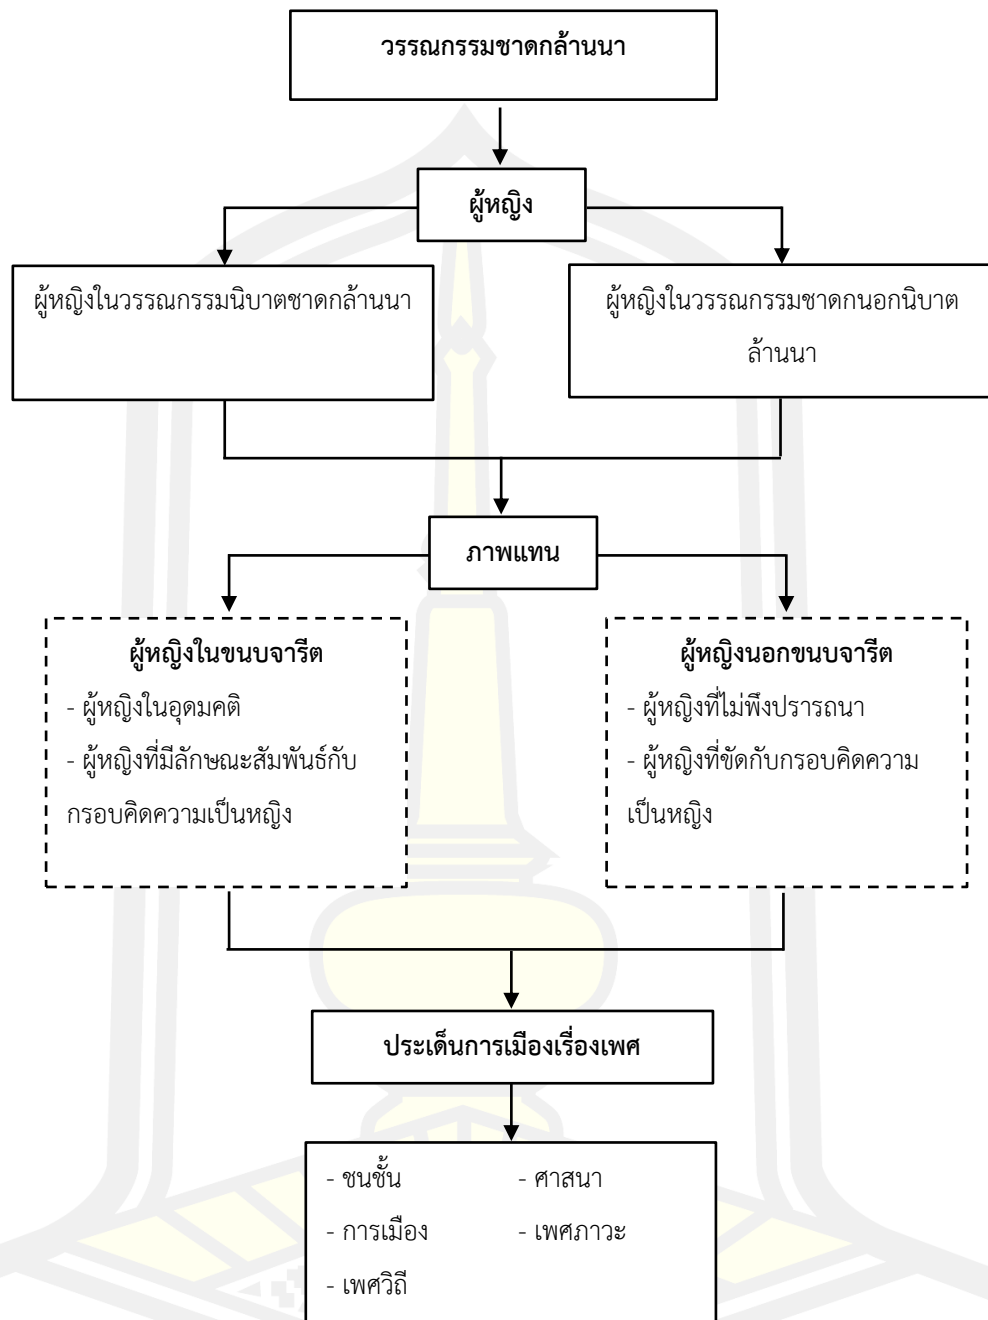 วรรณกรรมชาดกล้านนา
ผู้หญิง
ผู้หญิงในวรรณกรรมนิบาตชาดกล้านนา
ผู้หญิงในวรรณกรรมชาดกนอกนิบาต
ล้านนา
ภาพแทน
ผู้หญิงในขนบจารีต
- ผู้หญิงในอุดมคติ
- ผู้หญิงที่มีลักษณะสัมพันธ์กับ
กรอบคิดความเป็นหญิง
ผู้หญิงนอกขนบจารีต
- ผู้หญิงที่ไม่พึงปรารถนา
- ผู้หญิงที่ขัดกับกรอบคิดความ
เป็นหญิง
ประเด็นการเมืองเรื่องเพศ
- ชนชั้น - ศาสนา
- การเมือง - เพศภาวะ
- เพศวิถี